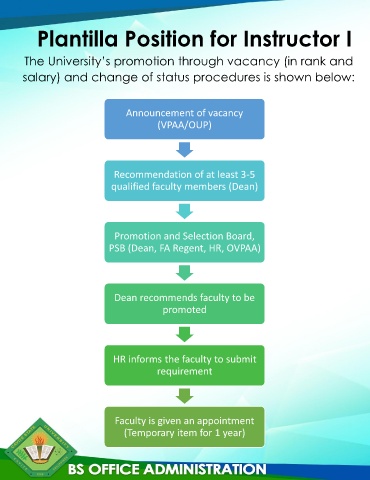 Plantilla Position for Instructor I
The University's promotion through vacancy (in rank and
salary) and change of status procedures is shown below:
Announcement of vacancy
(VPAA/OUP)
Recommendation of at least 3-5
qualified faculty members (Dean)
Promotion and Selection Board,
PSB (Dean, FA Regent, HR, OVPAA)
Dean recommends faculty to be
promoted
HR informs the faculty to submit
requirement
Faculty is given an appointment
(Temporary item for 1 year)
BS OFFICE ADMINISTRATION